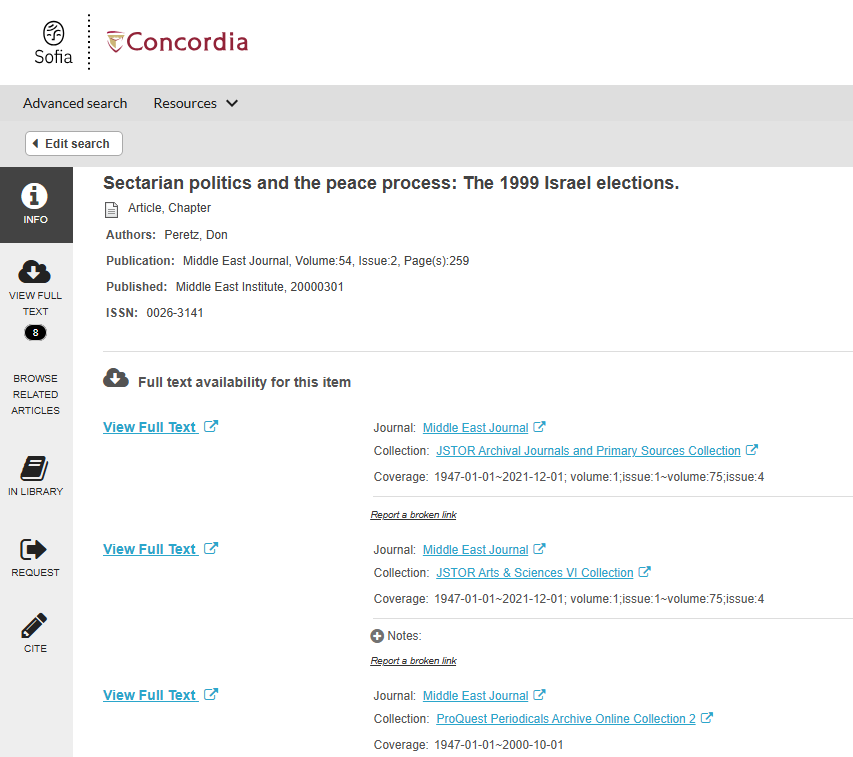 Sofia
Concordia
Advanced search Resources
Edit search
INFO
VIEW FULL
TEXT
8
BROWSE
RELATED
ARTICLES
IN LIBRARY
REQUEST
CITE
Sectarian politics and the peace process: The 1999 Israel elections.
Article, Chapter
Authors: Peretz, Don
Publication: Middle East Journal, Volume:54, Issue:2, Page(s):259
Published: Middle East Institute, 20000301
ISSN: 0026-3141
Full text availability for this item
View Full Text
Journal: Middle East Journal
Collection: JSTOR Archival Journals and Primary Sources Collection
Coverage: 1947-01-01~2021-12-01; volume:1;issue:1~volume:75;issue:4
Report a broken link
View Full Text
Journal: Middle East Journal
Collection: JSTOR Arts & Sciences VI Collection
Coverage: 1947-01-01~2021-12-01; volume:1;issue:1~volume:75;issue:4
Notes:
Report a broken link
View Full Text
Journal: Middle East Journal
Collection: ProQuest Periodicals Archive Online Collection 2
Coverage: 1947-01-01~2000-10-01